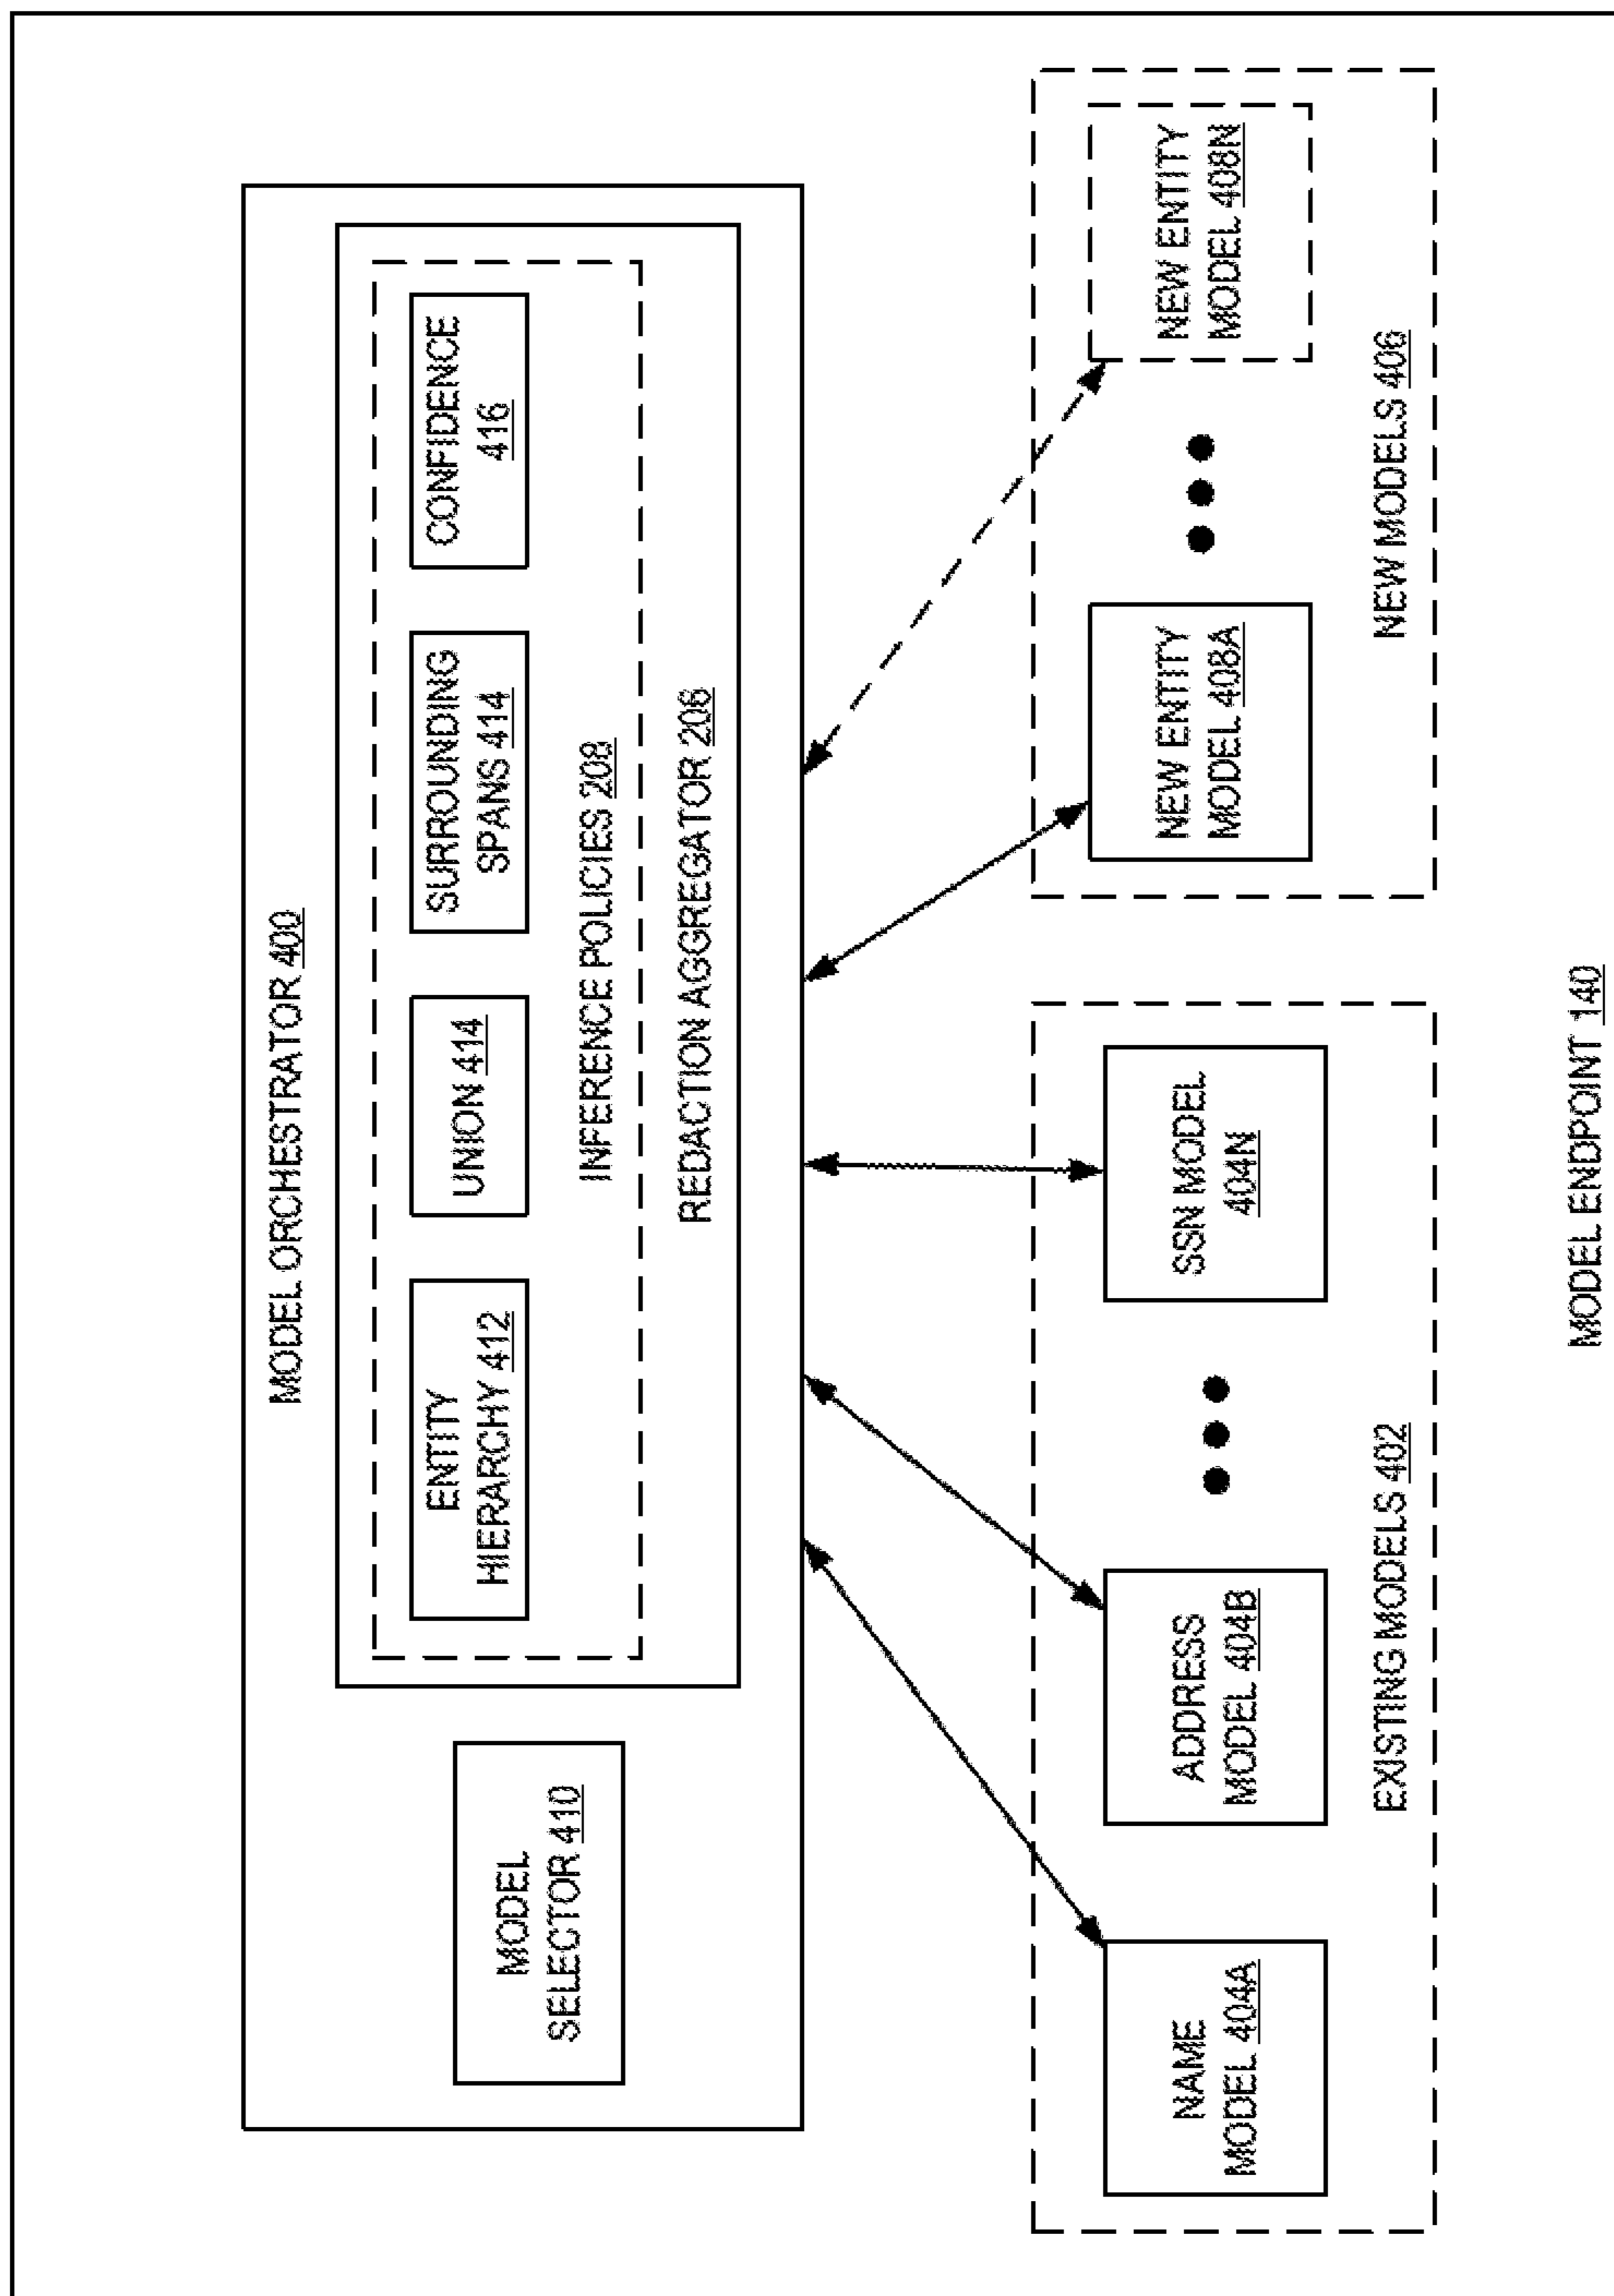 MODEL ORCHESTRATOR 400
MODEL
SELECTOR 410
ENTITY
HIERARCHY 412
UNION 414
SURROUNDING
SPANS 414
CONFIDENCE
416
INFERENCE POLICIES 208
REDACTION AGGREGATOR 206
NAME
MODEL 404A
ADDRESS
MODEL 404B
SSN MODEL
404N
EXISTING MODELS 402
NEW ENTITY
MODEL 408A
NEW ENTITY
MODEL 408N
NEW MODELS 406
MODEL ENDPOINT 140